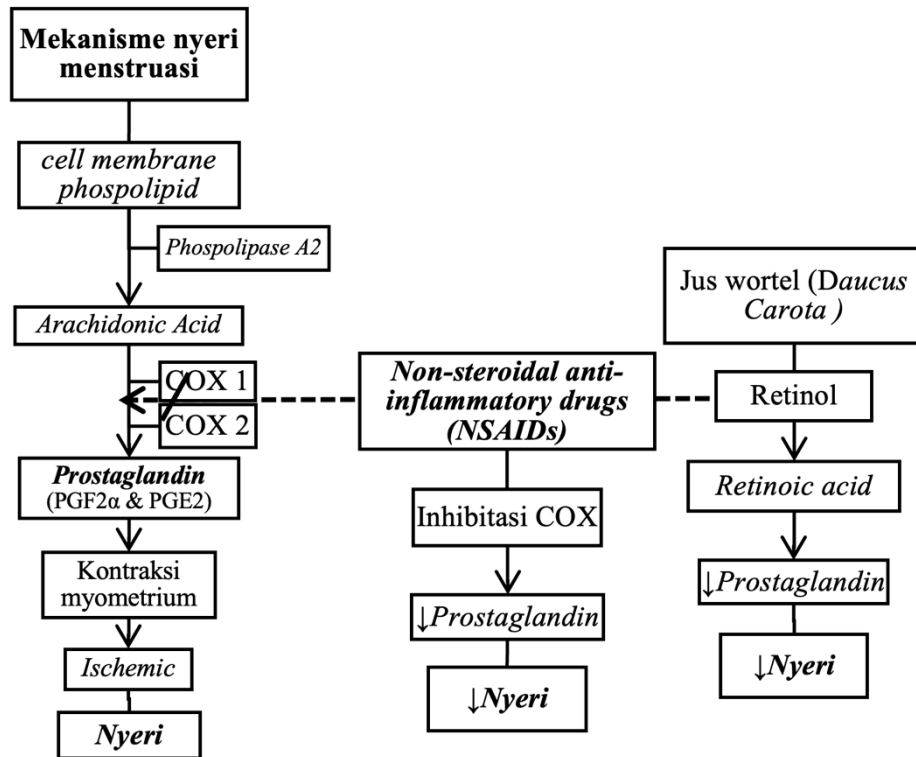 Mekanisme nyeri
menstruasi
cell membrane
phospolipid
Phospolipase A2
Arachidonic Acid
COX 1
COX 2
Prostaglandin
(PGF2α & PGE2)
Kontraksi
myometrium
Ischemic
Nyeri
Non-steroidal anti-
inflammatory drugs
(NSAIDs)
Inhibitasi COX
↓Prostaglandin
↓Nyeri
Jus wortel (Daucus
Carota )
Retinol
Retinoic acid
↓Prostaglandin
↓Nyeri